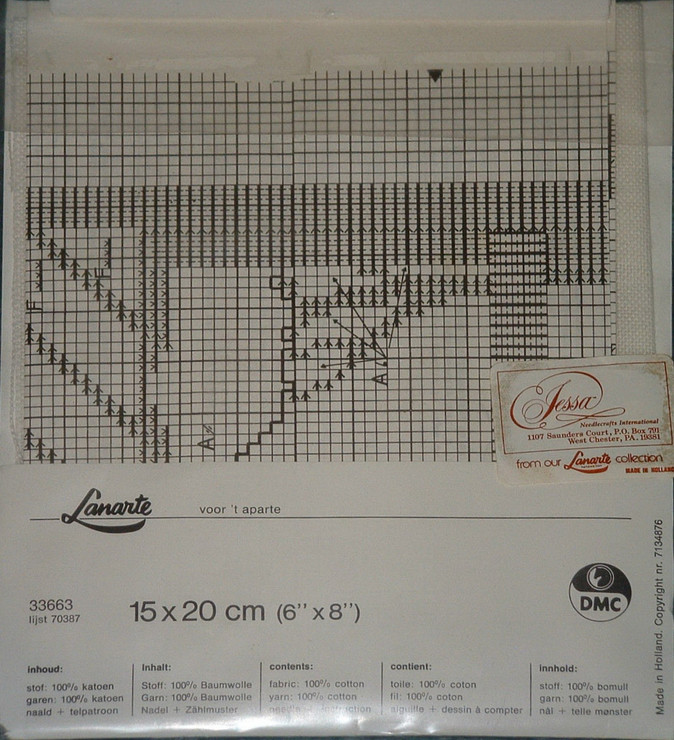 F
F
A
A
Jessa
Needlecrafts International
1107 Saunders Court, P.O. Box 791
West Chester, PA. 19381
from our Lanarte collection
MADE IN HOLLAND
Lanarte
voor 't aparte
33663
lijst 70387
15 x 20 cm (6" x 8")
DMC
Made in Holland. Copyright nr. 7134876
inhoud:
stof: 100% katoen
garen: 100% katoen
naald + telpatroon
Inhalt:
Stoff: 100% Baumwolle
Garn: 100% Baumwolle
Nadel + Zählmuster
contents:
fabric: 100% cotton
yarn: 100% cotton
needle + instruction
contient:
toile: 100% coton
fil: 100% coton
aiguille + dessin à compter
innhold:
stoff: 100% bomull
garn: 100% bomull
nål + telle mønster